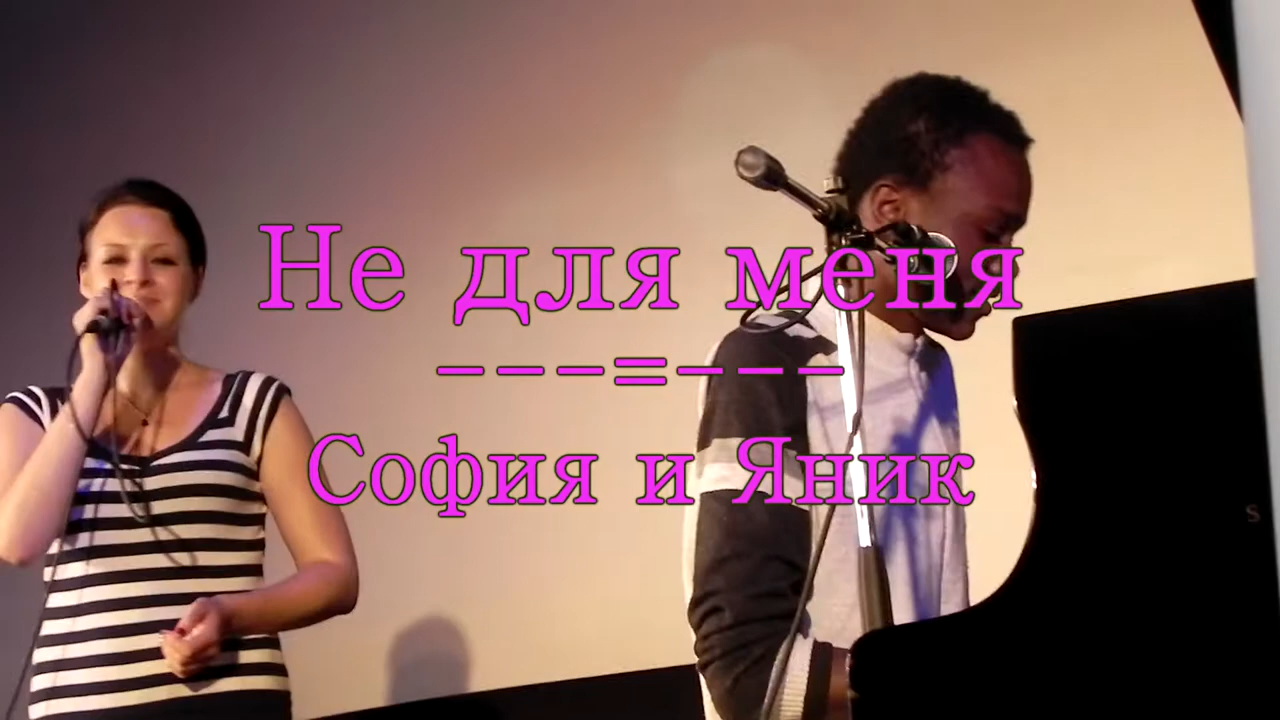 Не для меня
---=---
София и Яник
S